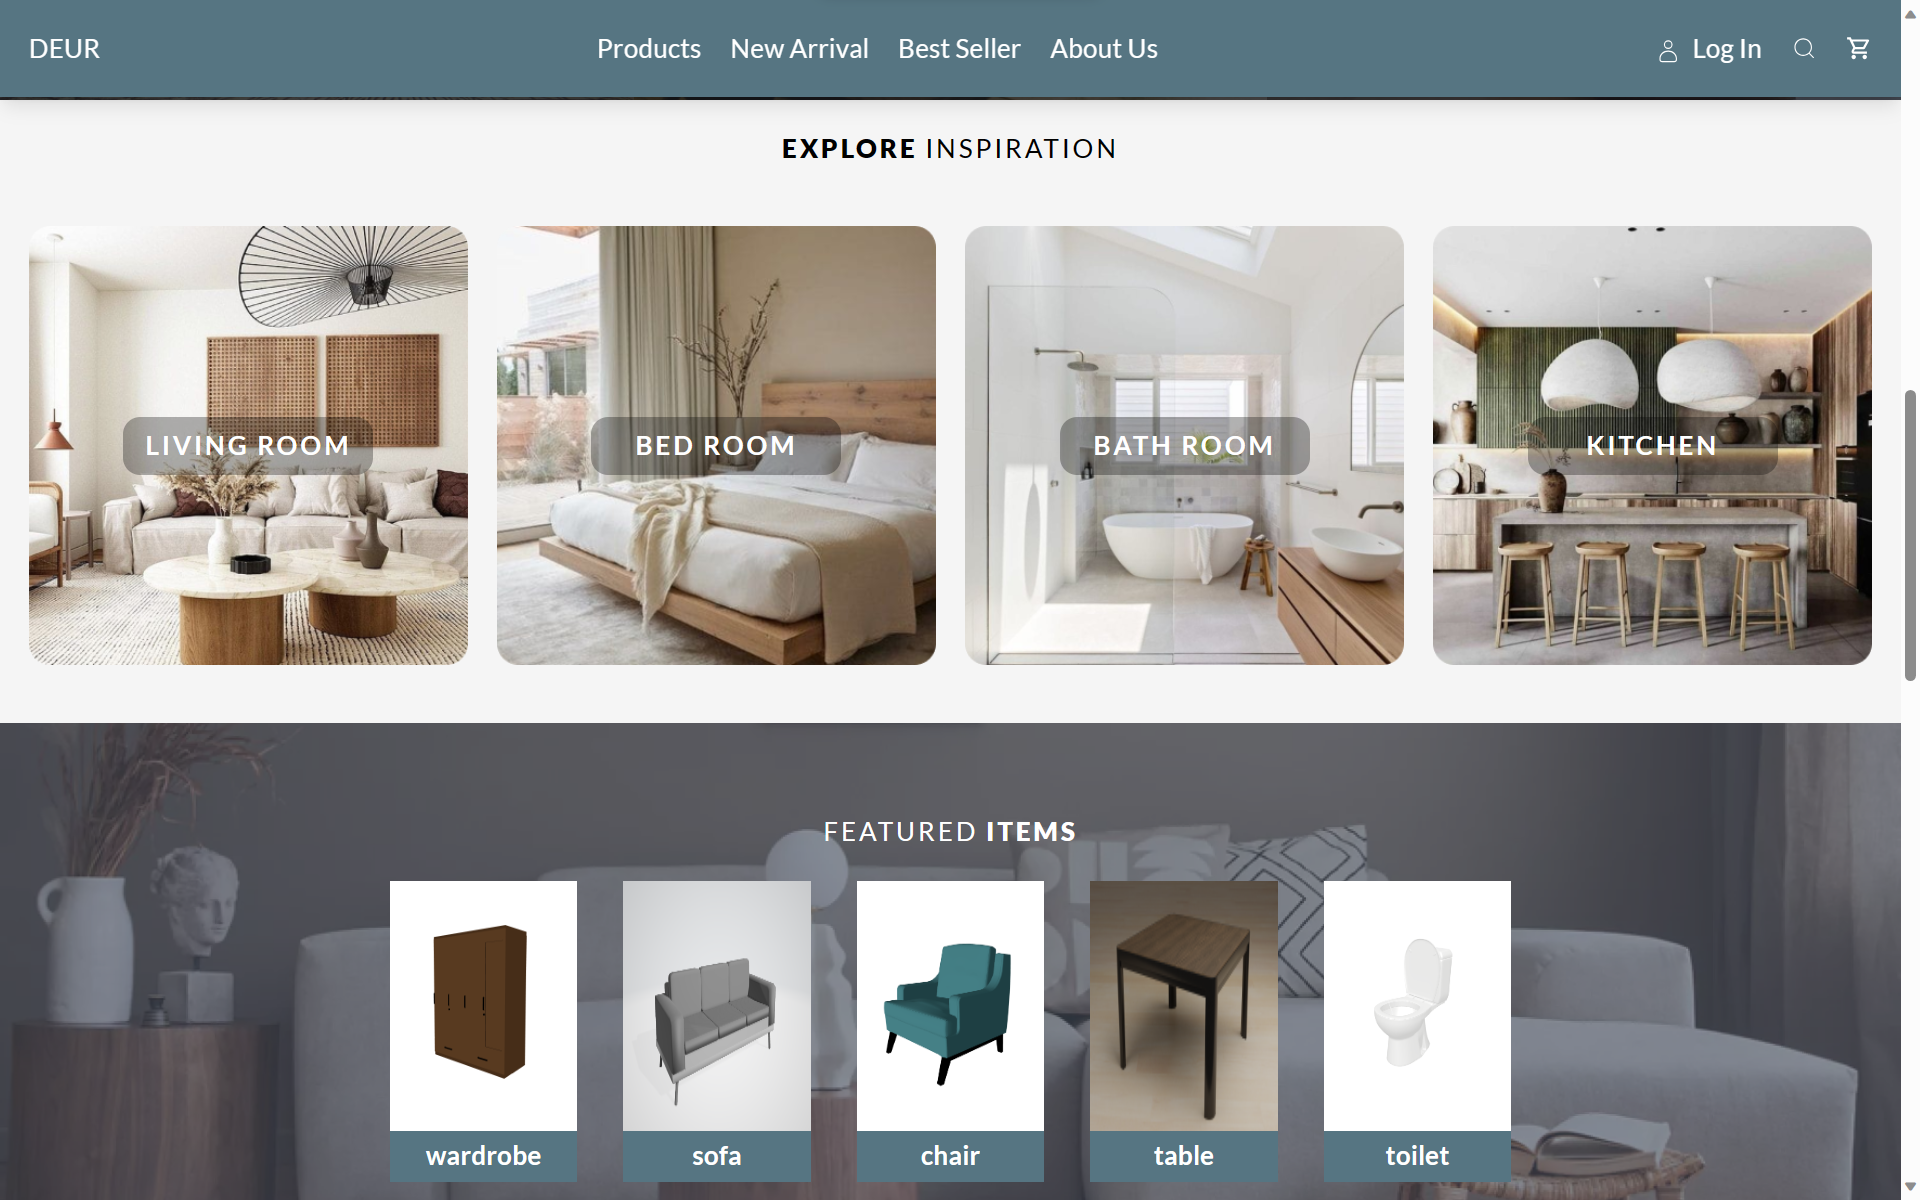 DEUR
Products New Arrival Best Seller About Us
Log In
EXPLORE INSPIRATION
LIVING ROOM
BED ROOM
BATH ROOM
KITCHEN
FEATURED ITEMS
wardrobe
sofa
chair
table
toilet